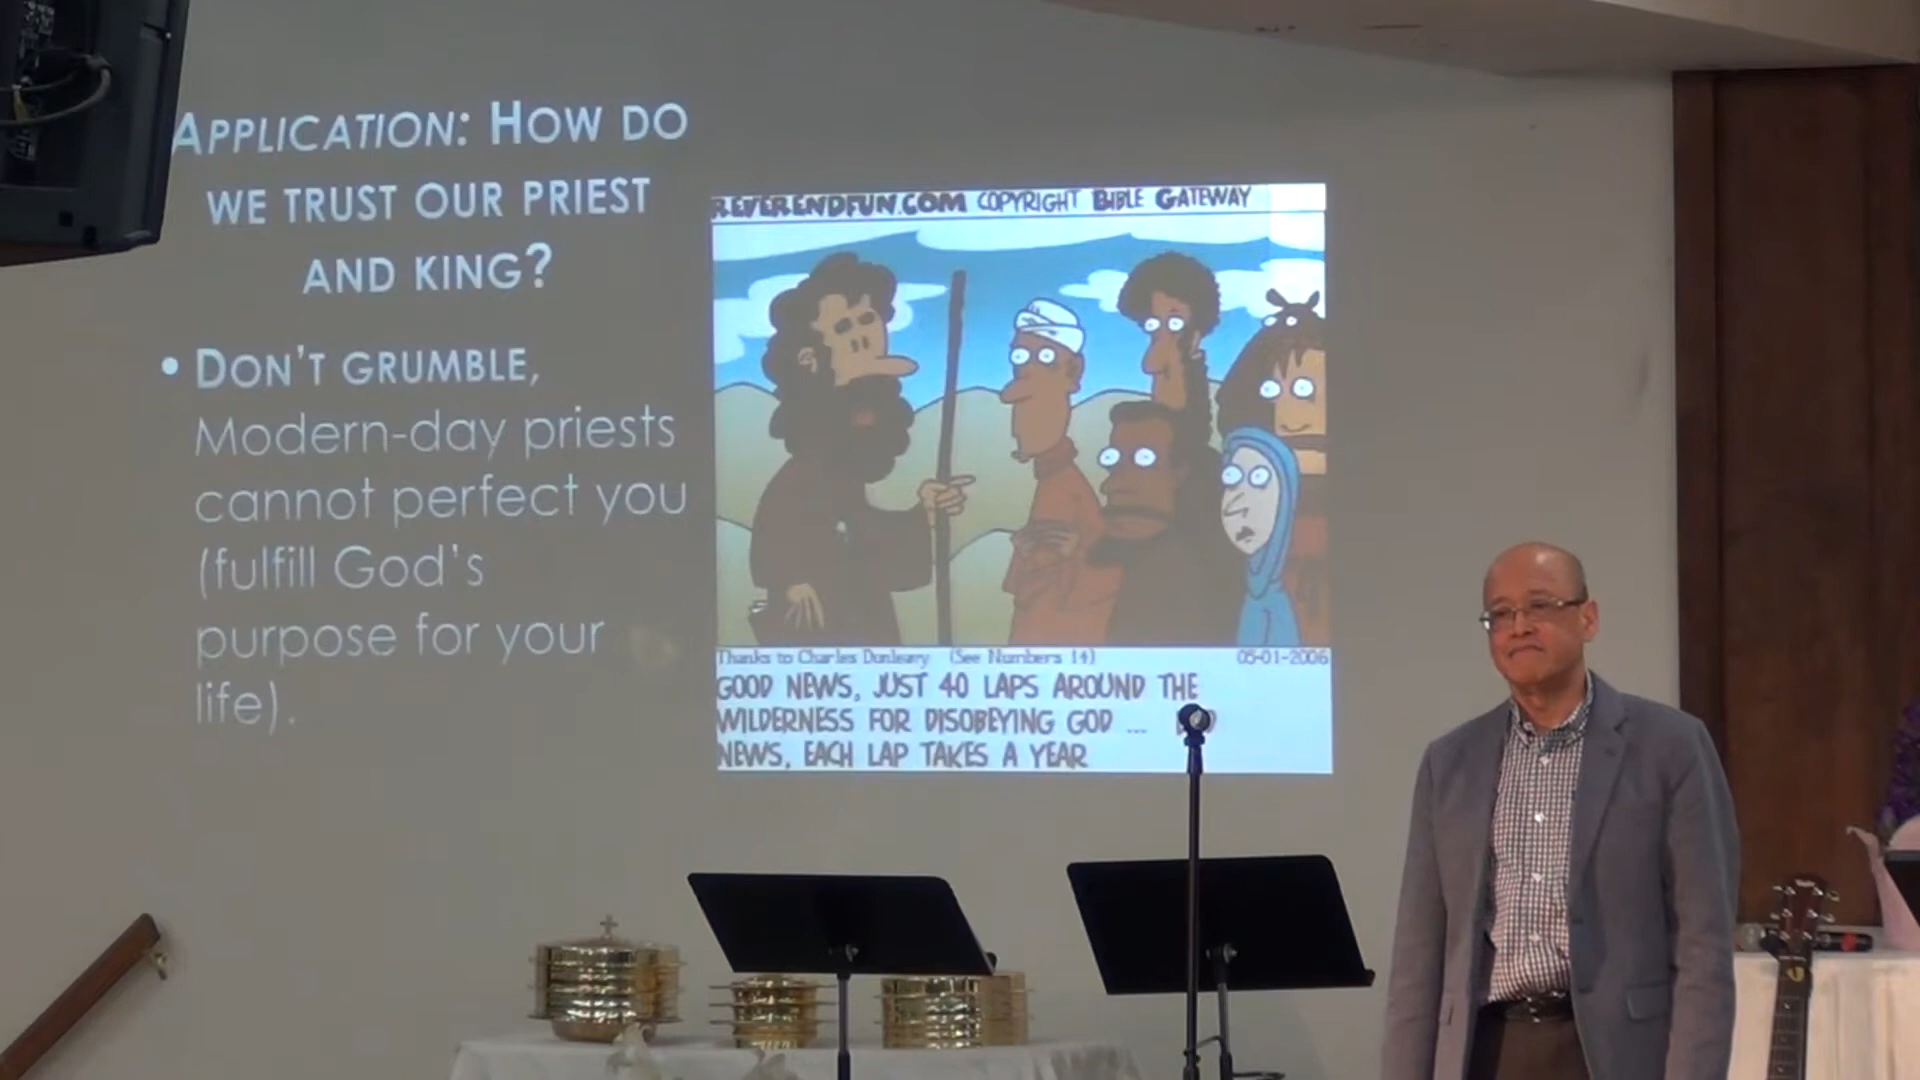 APPLICATION: HOW DO
WE TRUST OUR PRIEST
AND KING?
• DON'T GRUMBLE,
Modern-day priests
cannot perfect you
(fulfill God's
purpose for your
life).
REVERENDFUN.COM COPYRIGHT BIBLE GATEWAY
Thanks to Charles Dunleavy (See Numbers 14) 05-01-2006
GOOD NEWS, JUST 40 LAPS AROUND THE
WILDERNESS FOR DISOBEYING GOD ...
NEWS, EACH LAP TAKES A YEAR